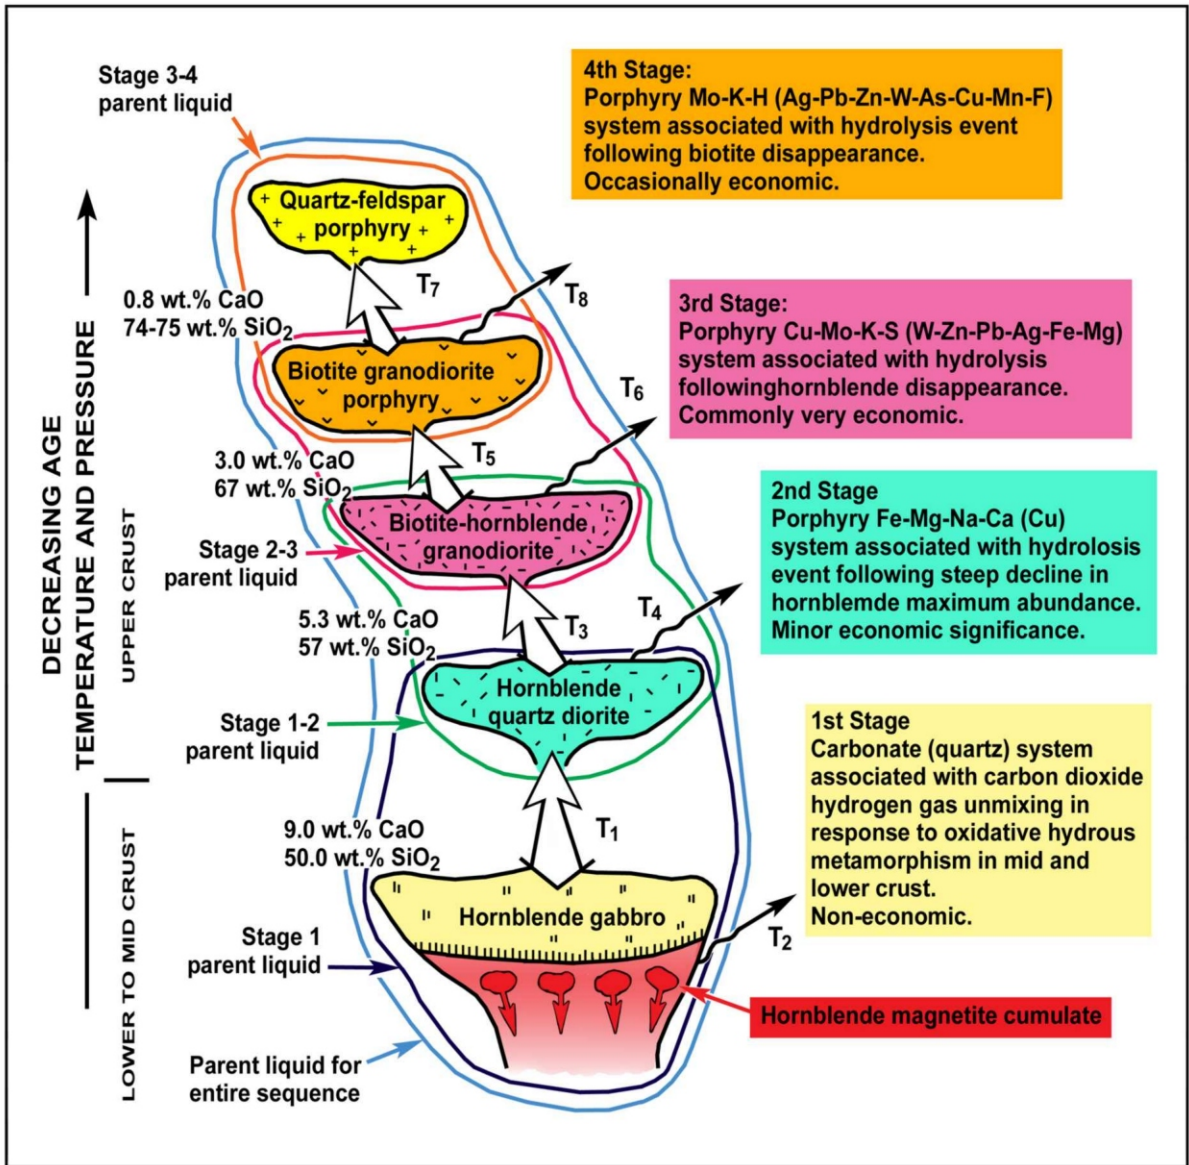 Stage 3-4
parent liquid
4th Stage:
Porphyry Mo-K-H (Ag-Pb-Zn-W-As-Cu-Mn-F)
system associated with hydrolysis event
following biotite disappearance.
Occasionally economic.
Quartz-feldspar
porphyry
T7
T8
0.8 wt.% CaO
74-75 wt.% SiO2
3rd Stage:
Porphyry Cu-Mo-K-S (W-Zn-Pb-Ag-Fe-Mg)
system associated with hydrolysis
followinghornblende disappearance.
Commonly very economic.
Biotite granodiorite
porphyry
T6
T5
3.0 wt.% CaO
67 wt.% SiO2
2nd Stage
Porphyry Fe-Mg-Na-Ca (Cu)
system associated with hydrolosis
event following steep decline in
hornblemde maximum abundance.
Minor economic significance.
Biotite-hornblende
granodiorite
Stage 2-3
parent liquid
T4
T3
5.3 wt.% CaO
57 wt.% SiO2
Hornblende
quartz diorite
Stage 1-2
parent liquid
1st Stage
Carbonate (quartz) system
associated with carbon dioxide
hydrogen gas unmixing in
response to oxidative hydrous
metamorphism in mid and
lower crust.
Non-economic.
T1
9.0 wt.% CaO
50.0 wt.% SiO2
Hornblende gabbro
T2
Stage 1
parent liquid
Hornblende magnetite cumulate
Parent liquid for
entire sequence
DECREASING AGE
TEMPERATURE AND PRESSURE
UPPER CRUST
LOWER TO MID CRUST